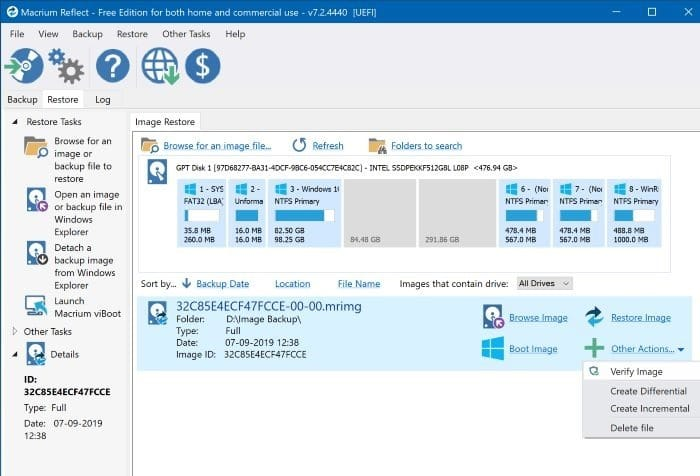 Macrium Reflect - Free Edition for both home and commercial use - v7.2.4440 [UEFI]
File View Backup Restore Other Tasks Help
Backup Restore Log
Restore Tasks
Browse for an
image or
backup file to
restore
Open an image
or backup file in
Windows
Explorer
Detach a
backup image
from Windows
Explorer
Launch
Macrium viBoot
Other Tasks
Details
ID:
32C85E4ECF47FCCE
Type: Full
Date: 07-09-2019
12:38
Image Restore
Browse for an image file... Refresh Folders to search
GPT Disk 1 [97D68277-BA31-4DCF-9BC6-054CC7E4C82C] - INTEL SSDPEKKF512G8L L08P <476.94 GB>
1 - SYS
FAT32 (LBA)
35.8 MB
260.0 MB
2 -
Unforma
16.0 MB
16.0 MB
3 - Windows 10
NTFS Primary
82.50 GB
98.25 GB
84.48 GB
291.86 GB
6 - (No
NTFS Primar
478.4 MB
567.0 MB
7 - (No
NTFS Primar
478.4 MB
567.0 MB
8 - WinR
NTFS Primary
488.8 MB
1000.0 MB
Sort by... Backup Date Location File Name Images that contain drive: All Drives
32C85E4ECF47FCCE-00-00.mrimg
Folder: D:\Image Backup\
Type: Full
Date: 07-09-2019 12:38
Image ID: 32C85E4ECF47FCCE
Browse Image Restore Image
Boot Image Other Actions...
Verify Image
Create Differential
Create Incremental
Delete file